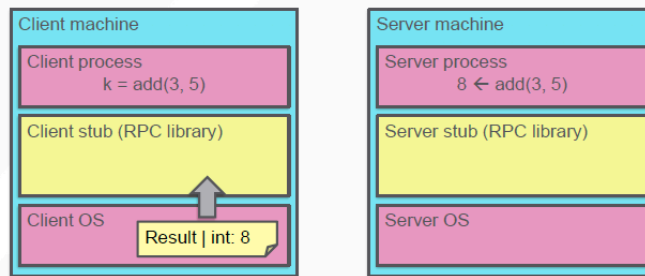 Client machine
Client process
k = add(3, 5)
Client stub (RPC library)
Client OS
Result | int: 8
Server machine
Server process
8 ← add(3, 5)
Server stub (RPC library)
Server OS